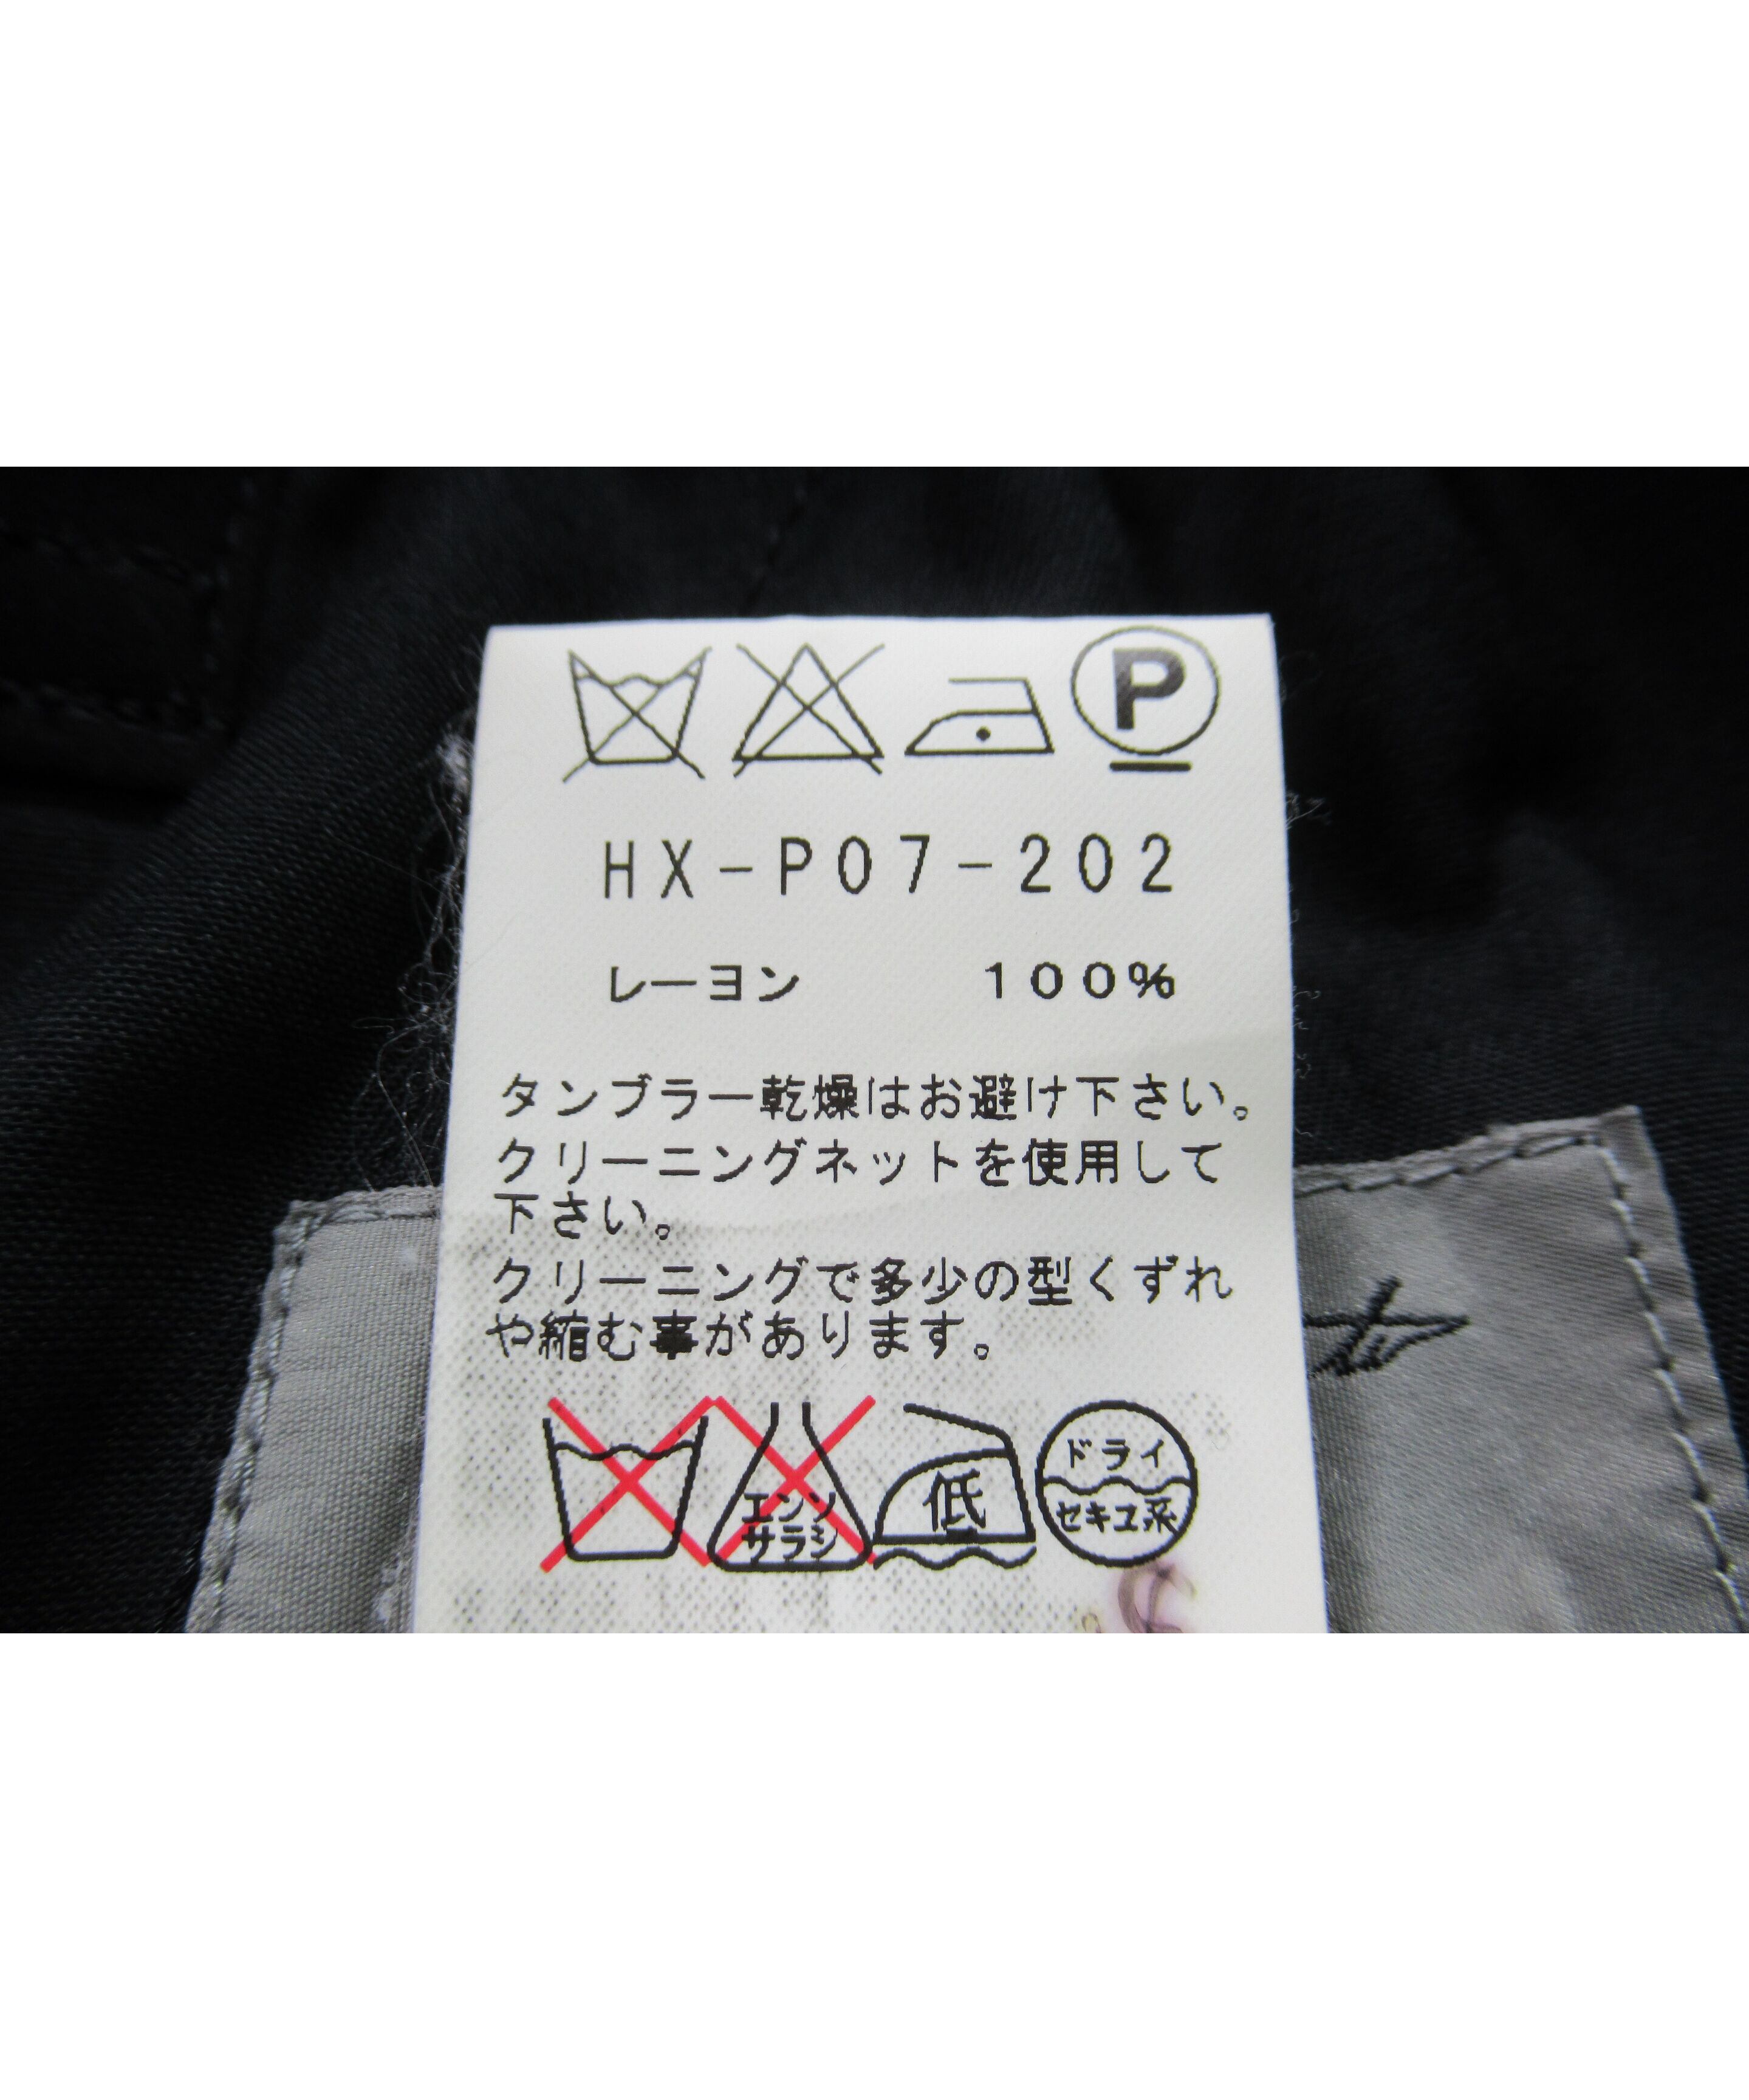 P
HX-P07-202
レーヨン 100%
タンブラー乾燥はお避け下さい。
クリーニングネットを使用して
下さい。
クリーニングで多少の型くずれ
や縮む事があります。
エンソ
サラシ
低
ドライ
セキユ系